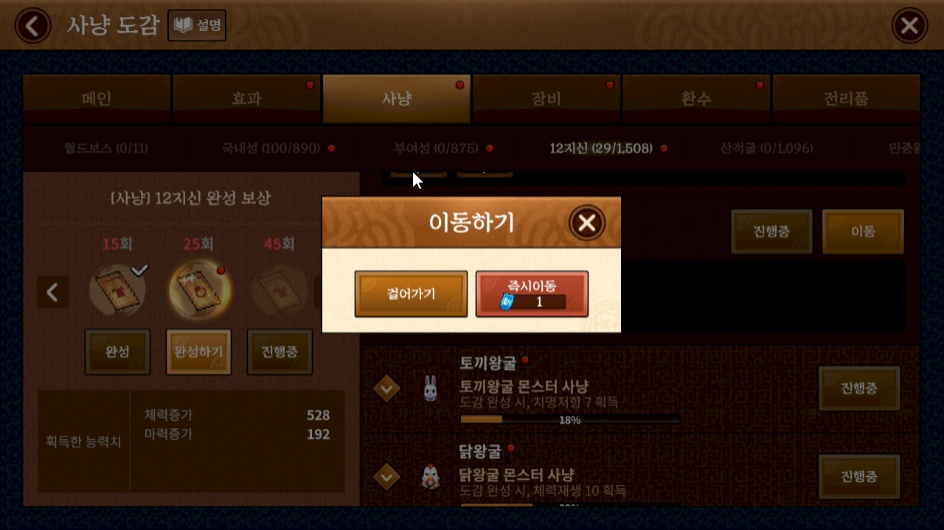 사냥 도감 설명
메인 효과 사냥 장비 환수 전리품
월드보스 (0/11) 국내성 (100/890) 부여성 (0/875) 12지신 (29/1,508) 산적굴 (0/1,096)
[사냥] 12지신 완성 보상
15회 25회 45회
완성 완성하기 진행중
획득한 능력치
체력증가 528
마력증가 192
진행중 이동
이동하기
걸어가기
즉시이동
1
토끼왕굴
토끼왕굴 몬스터 사냥
도감 완성 시, 치명저항 7 획득
18%
진행중
닭왕굴
닭왕굴 몬스터 사냥
도감 완성 시, 체력재생 10 획득
진행중